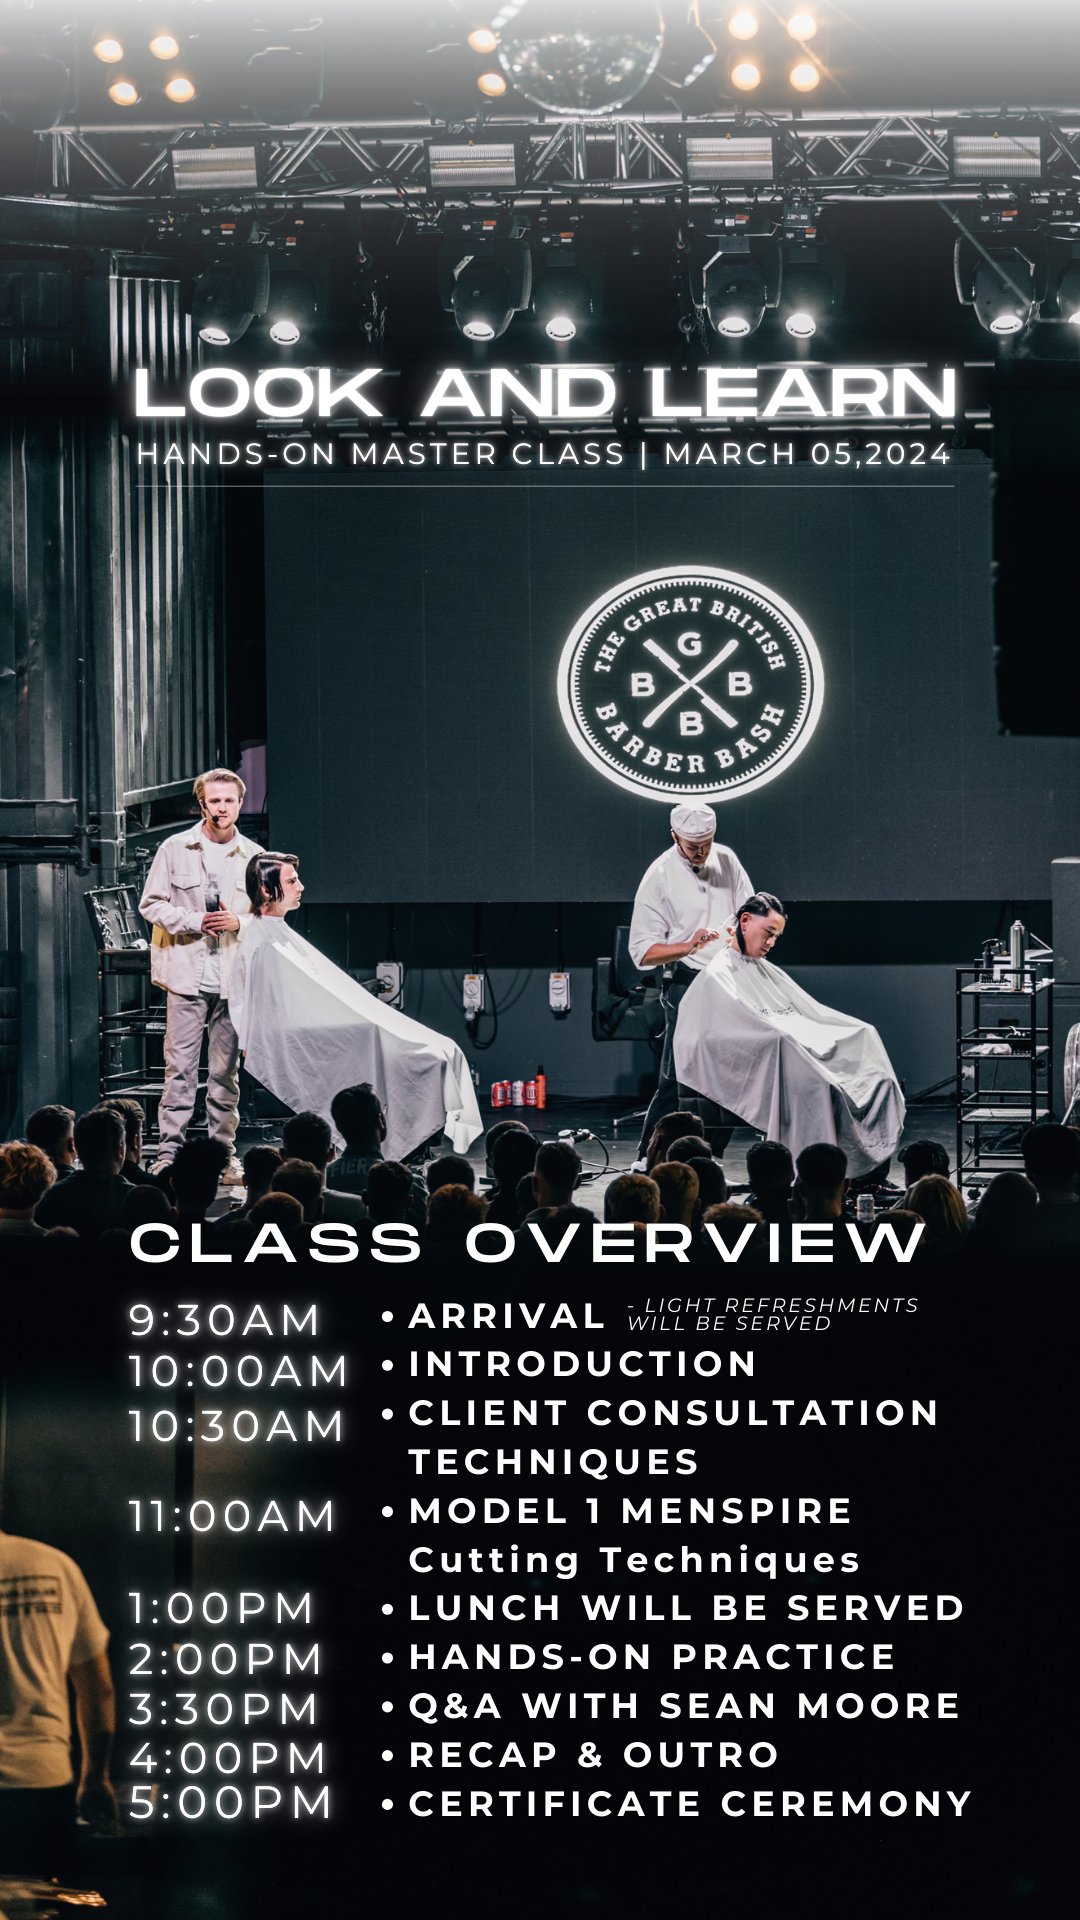 LOOK AND LEARN
HANDS-ON MASTER CLASS | MARCH 05,2024
THE GREAT BRITISH
G
B B
B
BARBER BASH
CLASS OVERVIEW
9:30AM • ARRIVAL - LIGHT REFRESHMENTS
WILL BE SERVED
10:00AM • INTRODUCTION
10:30AM • CLIENT CONSULTATION
TECHNIQUES
11:00AM • MODEL 1 MENSPIRE
Cutting Techniques
1:00PM • LUNCH WILL BE SERVED
2:00PM • HANDS-ON PRACTICE
3:30PM • Q&A WITH SEAN MOORE
4:00PM • RECAP & OUTRO
5:00PM • CERTIFICATE CEREMONY